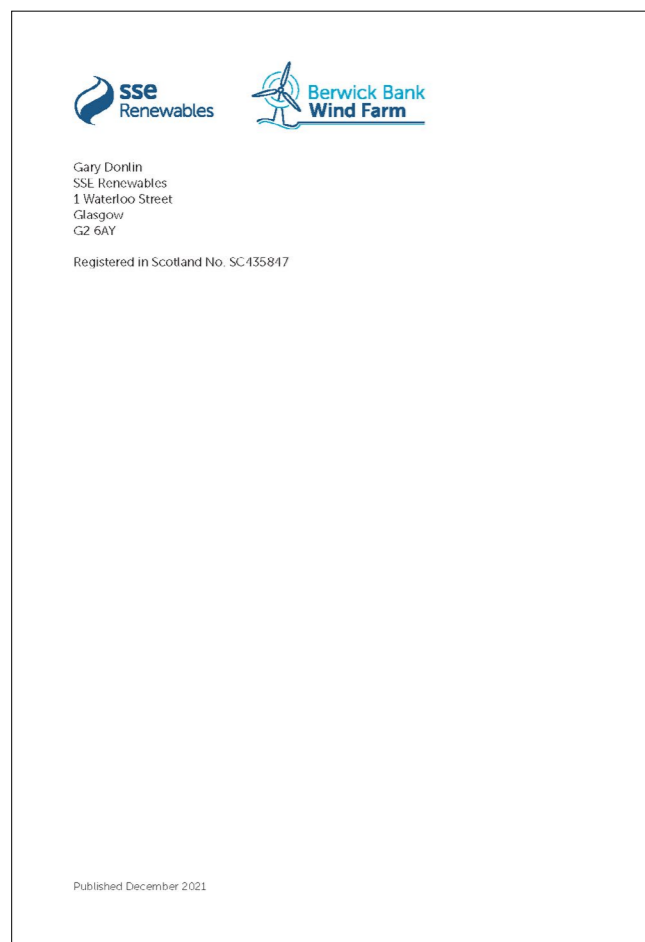 sse
Renewables
Berwick Bank
Wind Farm
Gary Donlin
SSE Renewables
1 Waterloo Street
Glasgow
G2 6AY
Registered in Scotland No. SC435847
Published December 2021